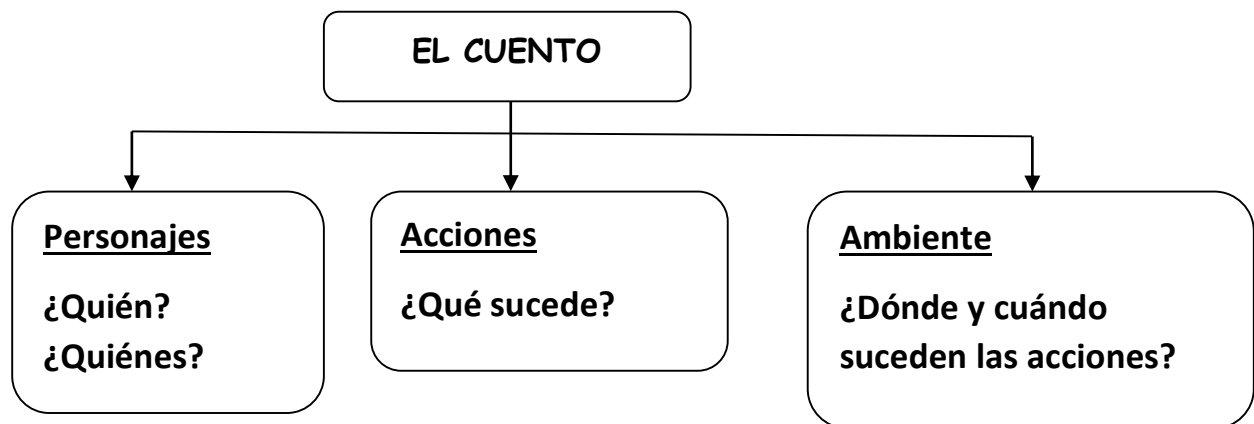 EL CUENTO
Personajes
¿Quién?
¿Quiénes?
Acciones
¿Qué sucede?
Ambiente
¿Dónde y cuándo
suceden las acciones?